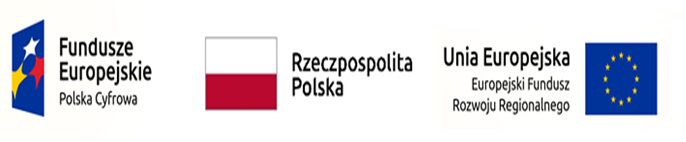 Fundusze
Europejskie
Polska Cyfrowa
Rzeczpospolita
Polska
Unia Europejska
Europejski Fundusz
Rozwoju Regionalnego